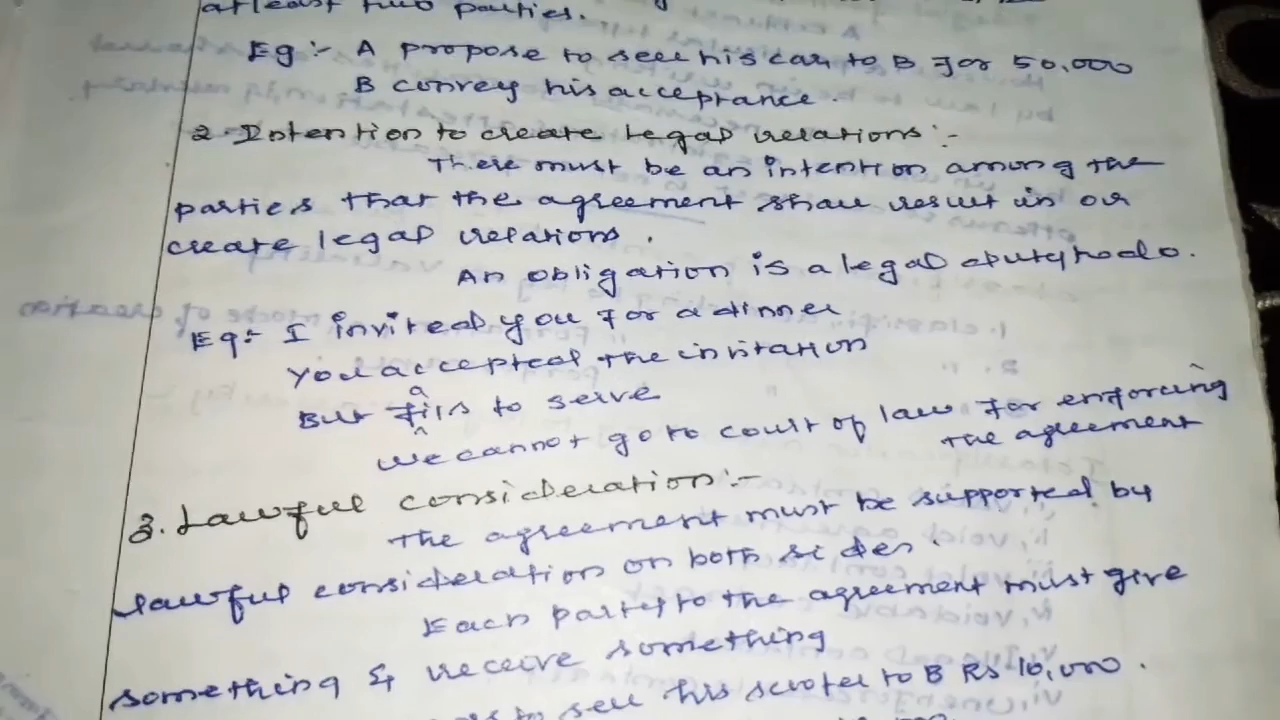 atleast two parties.
Eg :- A propose to sell his car to B for 50,000
B convey his acceptance.
2. Intention to create legal relations :-
There must be an intention among the
parties that the agreement shall result in or
create legal relations.
An obligation is a legal duty to do.
Eg :- I invited you for a dinner
You accepted the invitation
But fails to serve
We cannot go to court of law for enforcing
the agreement
3. Lawful consideration :-
The agreement must be supported by
lawful consideration on both sides.
Each party to the agreement must give
something & receive something
to sell his scooter to B Rs 10,000.